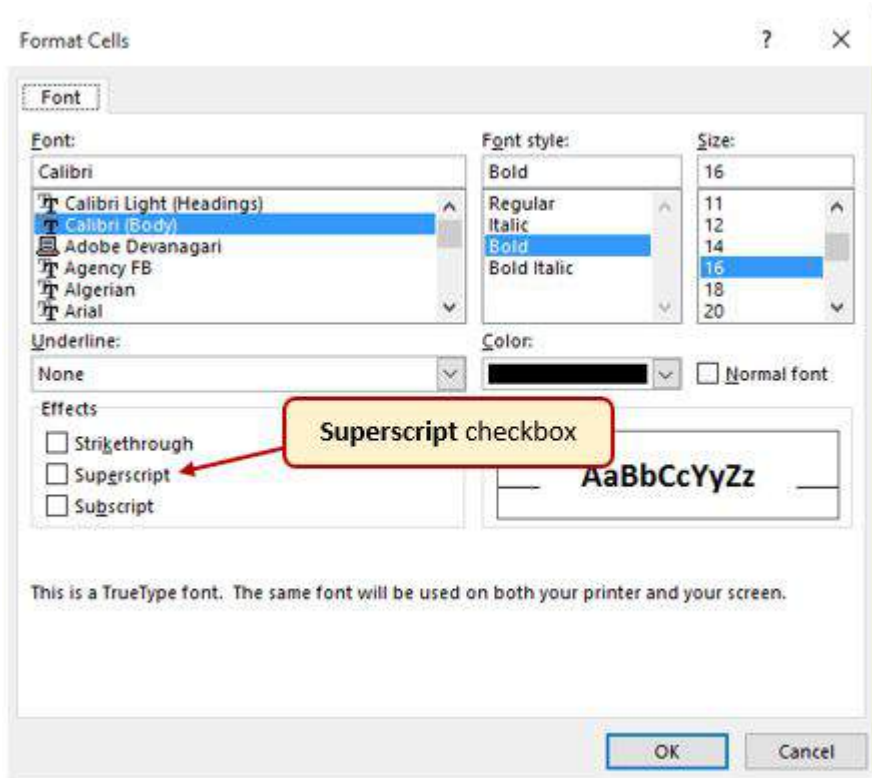 Format Cells ? ×
Font
Font: Font style: Size:
Calibri Bold 16
Calibri Light (Headings) Regular 11
Calibri (Body) Italic 12
Adobe Devanagari Bold 14
Agency FB Bold Italic 16
Algerian 18
Arial 20
Underline: Color:
None Normal font
Effects
Superscript checkbox
Strikethrough
Superscript AaBbCcYyZz
Subscript
This is a TrueType font. The same font will be used on both your printer and your screen.
OK Cancel